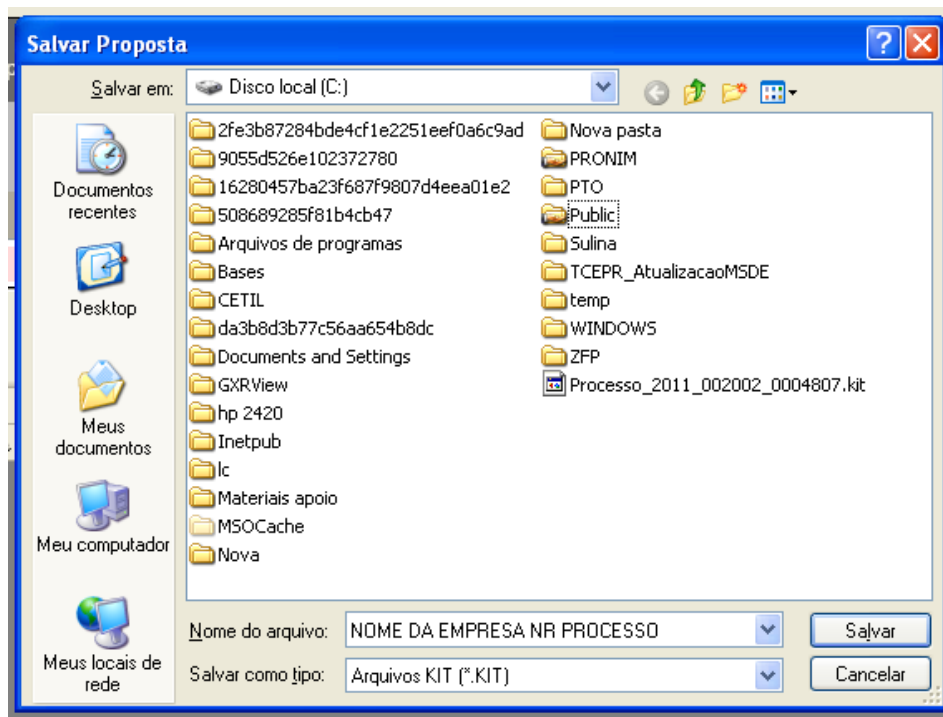 Salvar Proposta
Salvar em:
Disco local (C:)
Documentos
recentes
Desktop
Meus
documentos
Meu computador
Meus locais de
rede
2fe3b87284bde4cf1e2251eef0a6c9ad
9055d526e102372780
16280457ba23f687f9807d4eea01e2
508689285f81b4cb47
Arquivos de programas
Bases
CETIL
da3b8d3b77c56aa654b8dc
Documents and Settings
GXRView
hp 2420
Inetpub
lc
Materiais apoio
MSOCache
Nova
Nova pasta
PRONIM
PTO
Public
Sulina
TCEPR_AtualizacaoMSDE
temp
WINDOWS
ZFP
Processo_2011_002002_0004807.kit
Nome do arquivo:
NOME DA EMPRESA NR PROCESSO
Salvar
Salvar como tipo:
Arquivos KIT (*.KIT)
Cancelar